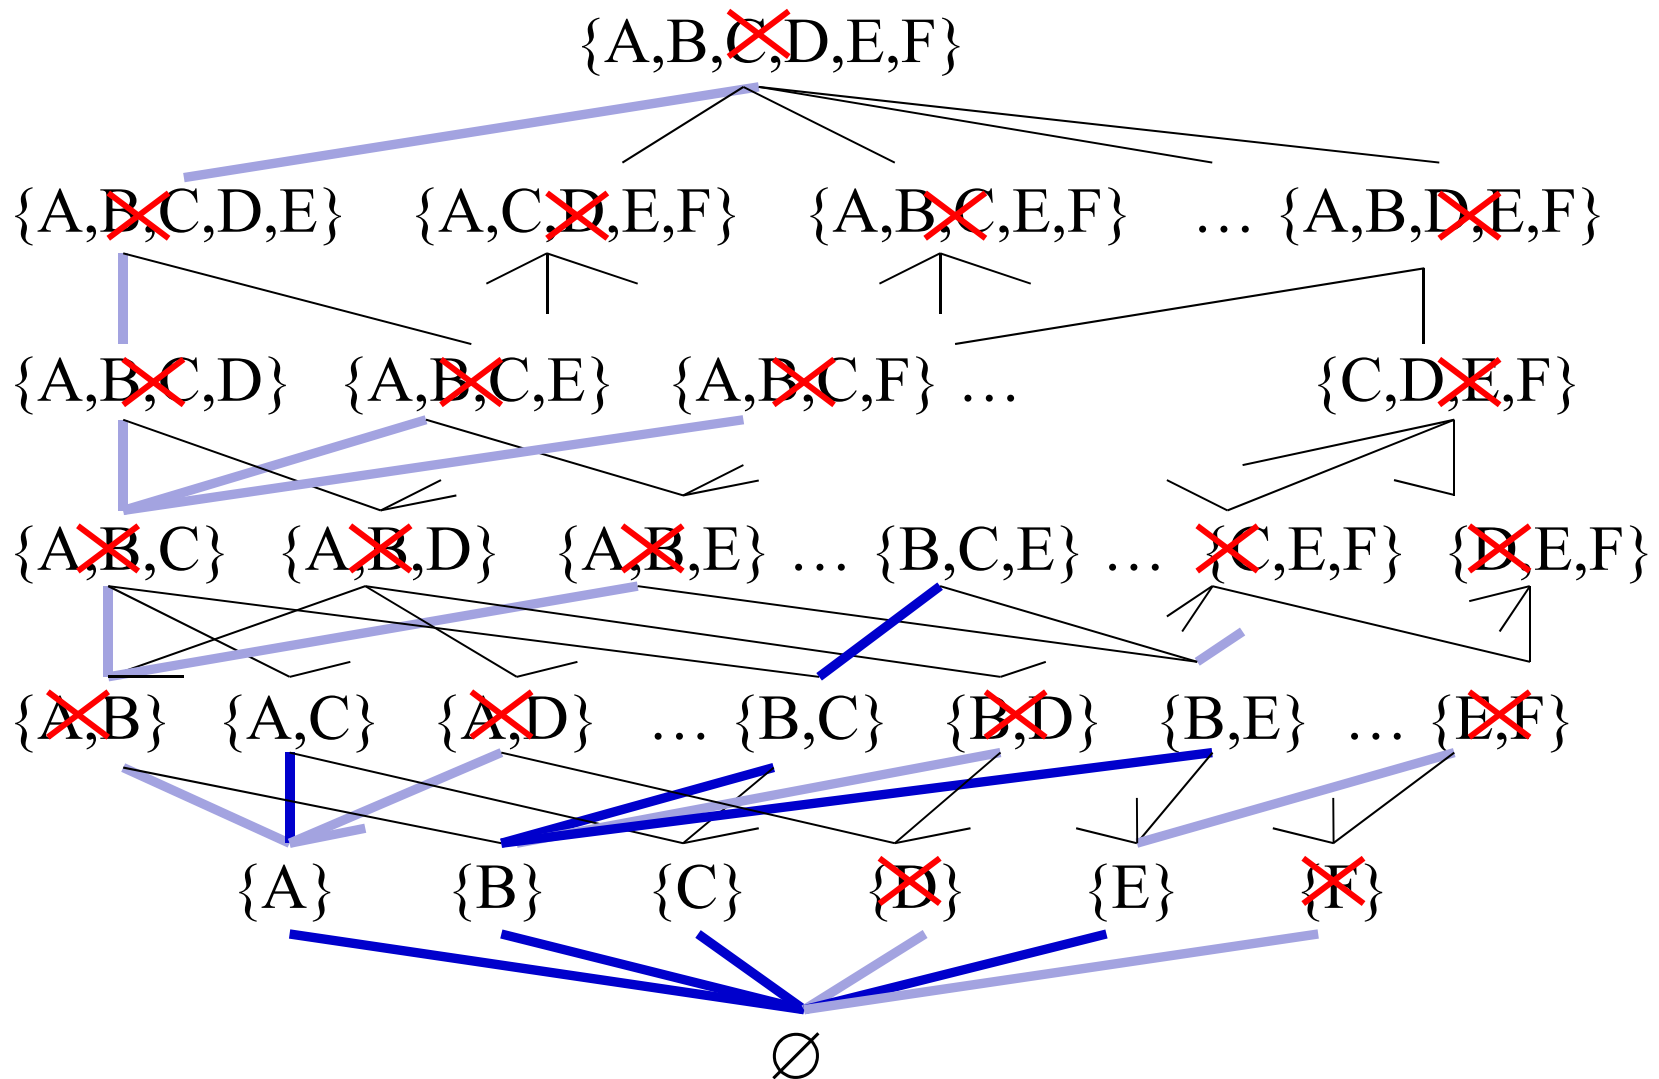 {A,B,C,D,E,F}
{A,B,C,D,E} {A,C,D,E,F} {A,B,C,E,F} … {A,B,D,E,F}
{A,B,C,D} {A,B,C,E} {A,B,C,F} … {C,D,E,F}
{A,B,C} {A,B,D} {A,B,E} … {B,C,E} … {C,E,F} {D,E,F}
{A,B} {A,C} {A,D} … {B,C} {B,D} {B,E} … {E,F}
{A} {B} {C} {D} {E} {F}
∅